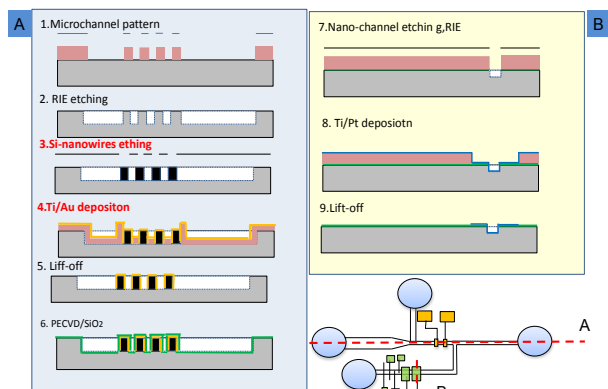 A
1.Microchannel pattern
2. RIE etching
3.Si-nanowires ething
4.Ti/Au depositon
5. Liff-off
6. PECVD/SiO2
7.Nano-channel etchin g,RIE
B
8. Ti/Pt deposiotn
9.Lift-off
A